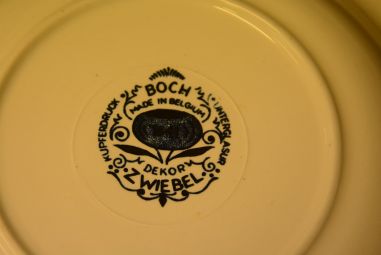 BOCH
MADE IN BELGIUM
KUPFERDRUCK
UNTERGLASUR
DEKOR
ZWIEBEL